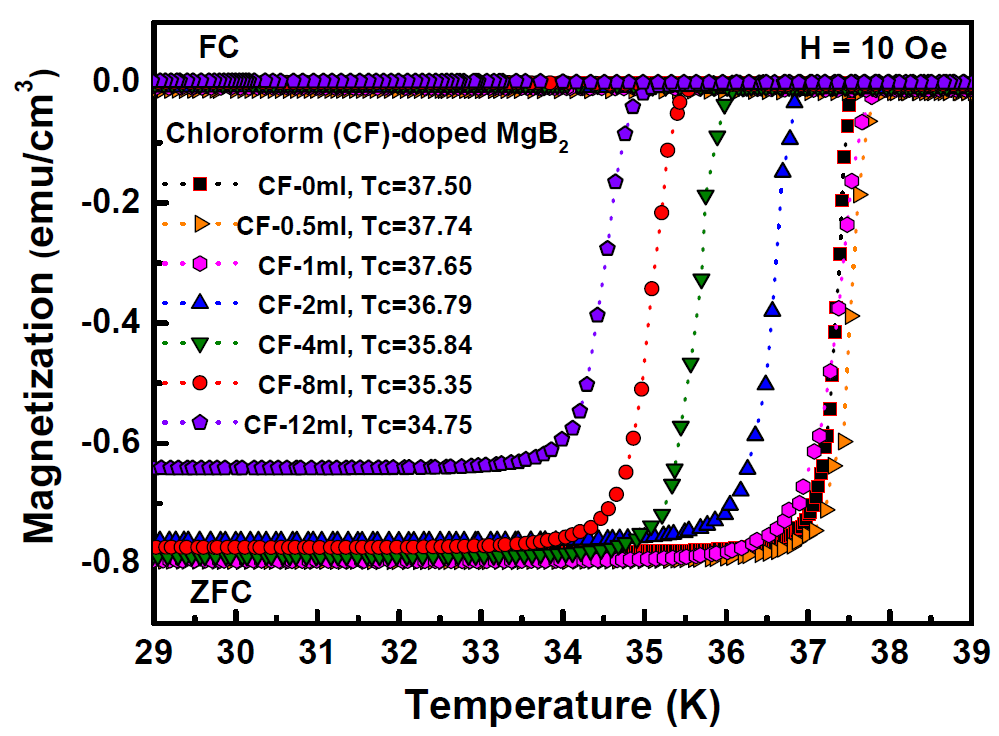 FC
H = 10 Oe
Magnetization (emu/cm³)
0.0
-0.2
-0.4
-0.6
-0.8
Chloroform (CF)-doped MgB₂
CF-0ml, Tc=37.50
CF-0.5ml, Tc=37.74
CF-1ml, Tc=37.65
CF-2ml, Tc=36.79
CF-4ml, Tc=35.84
CF-8ml, Tc=35.35
CF-12ml, Tc=34.75
ZFC
29 30 31 32 33 34 35 36 37 38 39
Temperature (K)